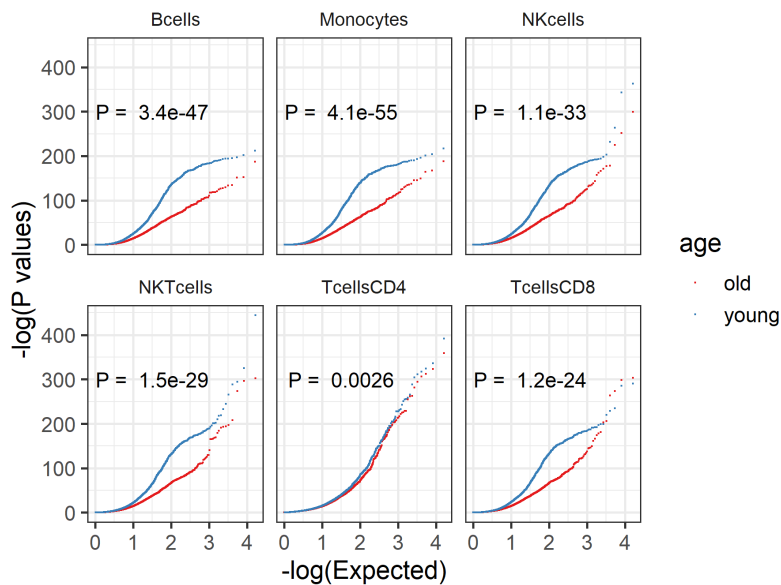 Bcells Monocytes NKcells
400
300
200
100
0
P = 3.4e-47 P = 4.1e-55 P = 1.1e-33
NKTcells TcellsCD4 TcellsCD8
400
300
200
100
0
P = 1.5e-29 P = 0.0026 P = 1.2e-24
0 1 2 3 4 0 1 2 3 4 0 1 2 3 4
-log(Expected)
-log(P values)
age
old
young